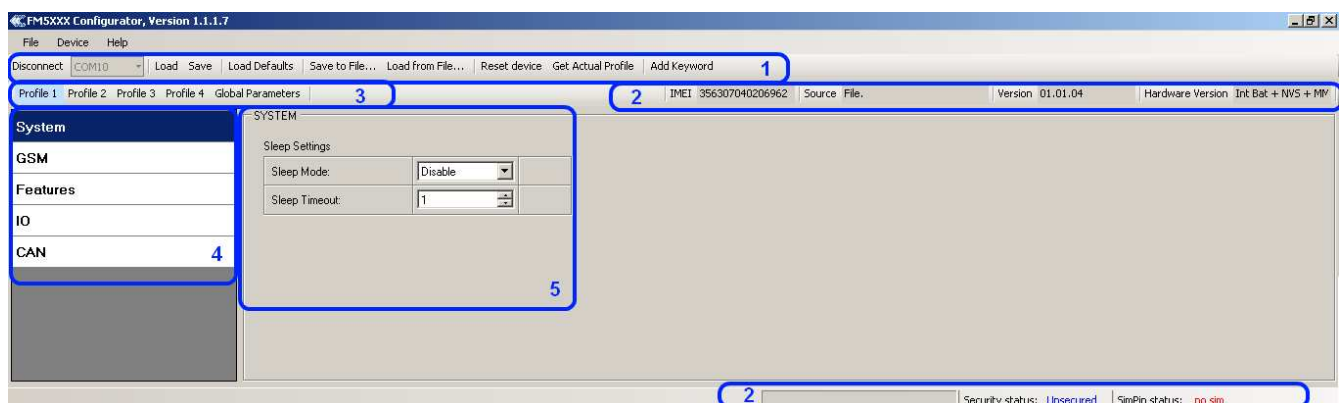 FM5XXX Configurator, Version 1.1.1.7
File Device Help
Disconnect COM10 Load Save Load Defaults Save to File... Load from File... Reset device Get Actual Profile Add Keyword 1
Profile 1 Profile 2 Profile 3 Profile 4 Global Parameters 3 2 IMEI 356307040206962 Source File. Version 01.01.04 Hardware Version Int Bat + NVS + MM
System
GSM
Features
IO
CAN 4
SYSTEM
Sleep Settings
Sleep Mode: Disable
Sleep Timeout: 1
5
2 Security status: Unsecured SimPin status: no sim